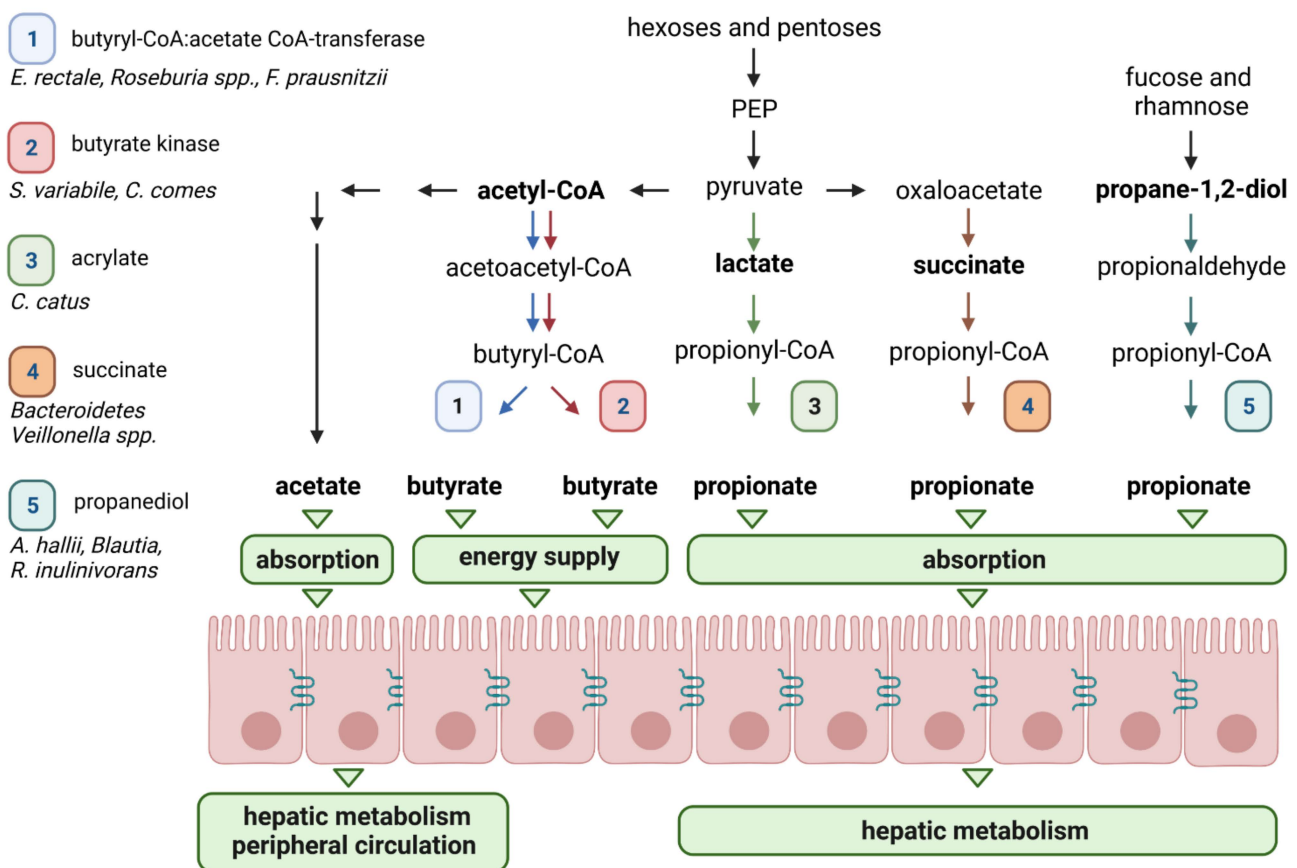 1 butyryl-CoA:acetate CoA-transferase
E. rectale, Roseburia spp., F. prausnitzii
2 butyrate kinase
S. variabile, C. comes
3 acrylate
C. catus
4 succinate
Bacteroidetes
Veillonella spp.
5 propanediol
A. hallii, Blautia,
R. inulinivorans
hexoses and pentoses
PEP
fucose and
rhamnose
acetyl-CoA pyruvate oxaloacetate propane-1,2-diol
acetoacetyl-CoA lactate succinate propionaldehyde
butyryl-CoA propionyl-CoA propionyl-CoA propionyl-CoA
1 2 3 4 5
acetate butyrate butyrate propionate propionate propionate
absorption energy supply absorption
hepatic metabolism
peripheral circulation
hepatic metabolism